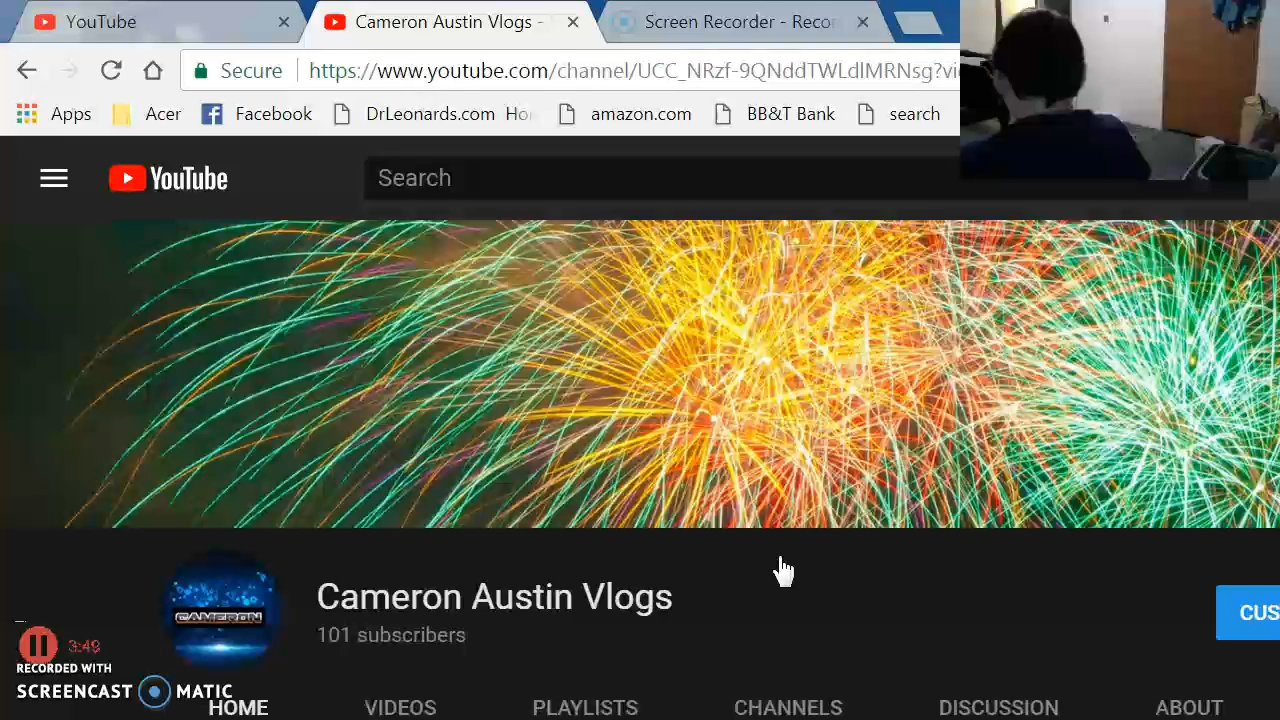 YouTube
Cameron Austin Vlogs -
Screen Recorder - Recor
Secure
https://www.youtube.com/channel/UCC_NRzf-9QNddTWLdlMRNsg?vi
Apps
Acer
Facebook
DrLeonards.com Ho
amazon.com
BB&T Bank
search
YouTube
Search
CAMERON
Cameron Austin Vlogs
101 subscribers
CUS
3:49
RECORDED WITH
SCREENCAST MATIC
HOME
VIDEOS
PLAYLISTS
CHANNELS
DISCUSSION
ABOUT